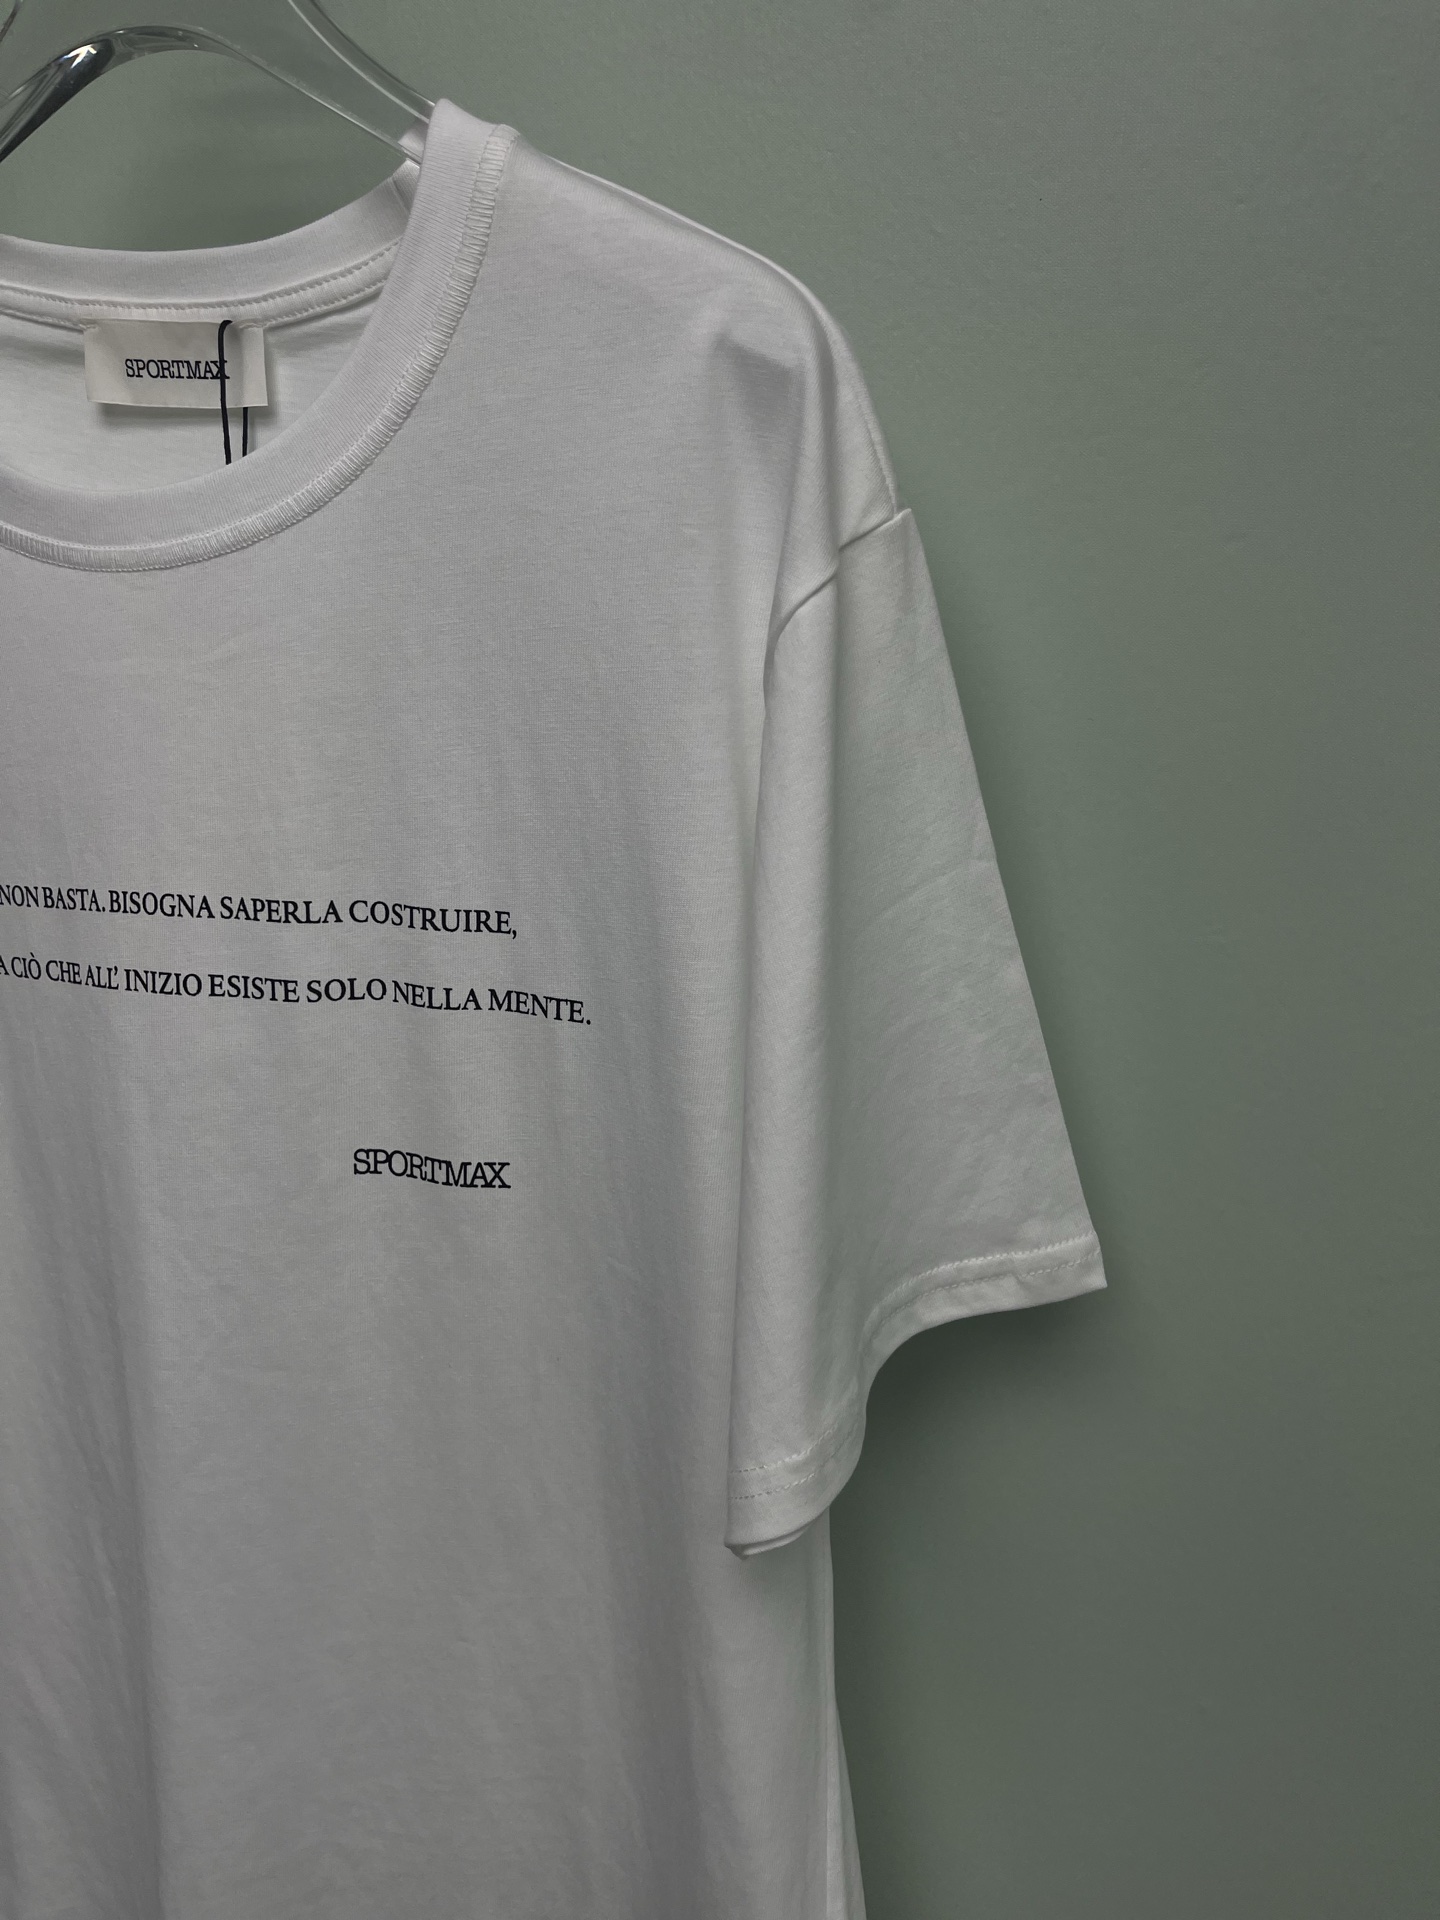 SPORTMAX
NON BASTA. BISOGNA SAPERLA COSTRUIRE,
A CIÒ CHE ALL' INIZIO ESISTE SOLO NELLA MENTE.
SPORTMAX